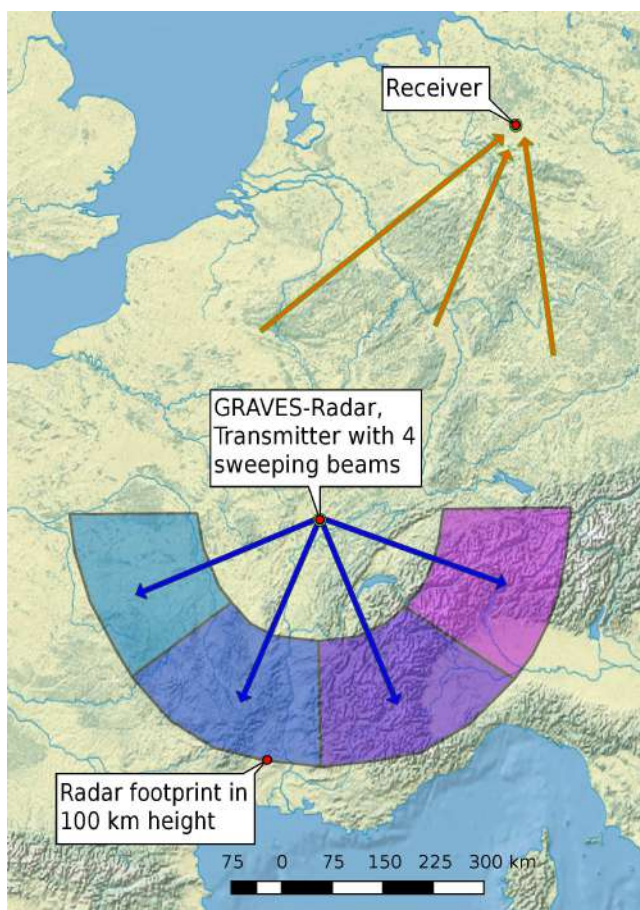 Receiver
GRAVES-Radar,
Transmitter with 4
sweeping beams
Radar footprint in
100 km height
75 0 75 150 225 300 km